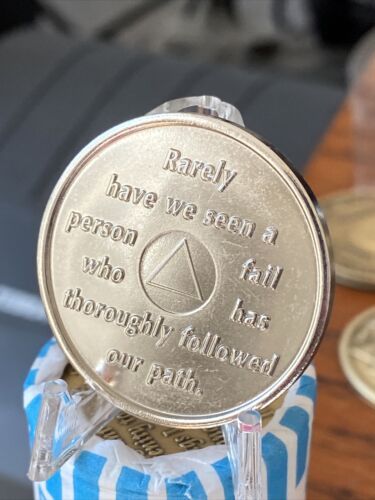 Rarely
have we seen a
person fail
who has
thoroughly followed
our path.